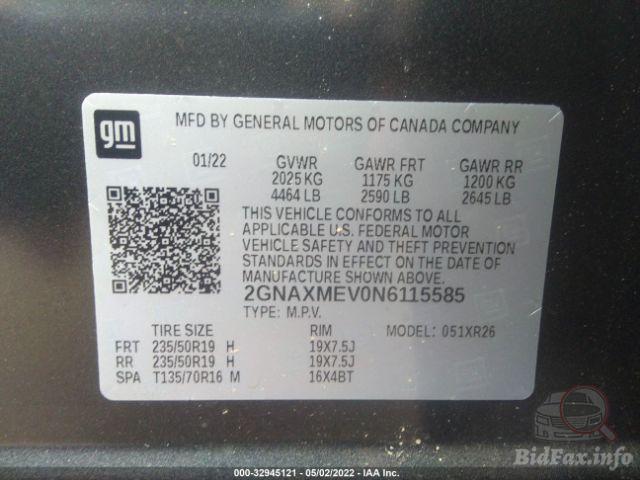 gm
MFD BY GENERAL MOTORS OF CANADA COMPANY
01/22 GVWR GAWR FRT GAWR RR
2025 KG 1175 KG 1200 KG
4464 LB 2590 LB 2645 LB
THIS VEHICLE CONFORMS TO ALL
APPLICABLE U.S. FEDERAL MOTOR
VEHICLE SAFETY AND THEFT PREVENTION
STANDARDS IN EFFECT ON THE DATE OF
MANUFACTURE SHOWN ABOVE.
2GNAXMEV0N6115585
TYPE: M.P.V.
TIRE SIZE RIM MODEL: 051XR26
FRT 235/50R19 H 19X7.5J
RR 235/50R19 H 19X7.5J
SPA T135/70R16 M 16X4BT
BidFax.info
000-32945121 - 05/02/2022 - IAA Inc.